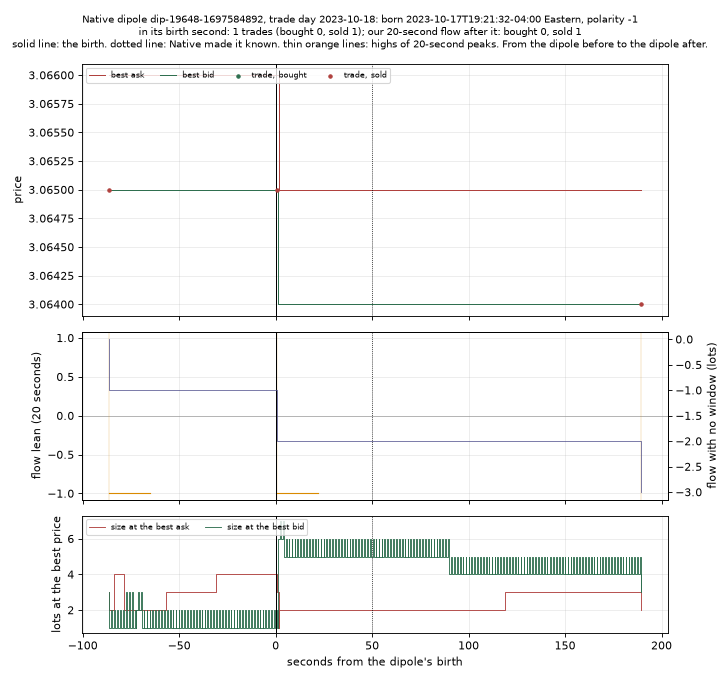 Native dipole dip-19648-1697584892, trade day 2023-10-18: born 2023-10-17T19:21:32-04:00 Eastern, polarity -1
in its birth second: 1 trades (bought 0, sold 1); our 20-second flow after it: bought 0, sold 1
solid line: the birth. dotted line: Native made it known. thin orange lines: highs of 20-second peaks. From the dipole before to the dipole after.
best ask
best bid
trade, bought
trade, sold
3.06600
3.06575
3.06550
3.06525
3.06500
3.06475
3.06450
3.06425
3.06400
price
1.0
0.5
0.0
−0.5
−1.0
flow lean (20 seconds)
0.0
−0.5
−1.0
−1.5
−2.0
−2.5
−3.0
flow with no window (lots)
size at the best ask
size at the best bid
6
4
2
lots at the best price
−100
−50
0
50
100
150
200
seconds from the dipole's birth